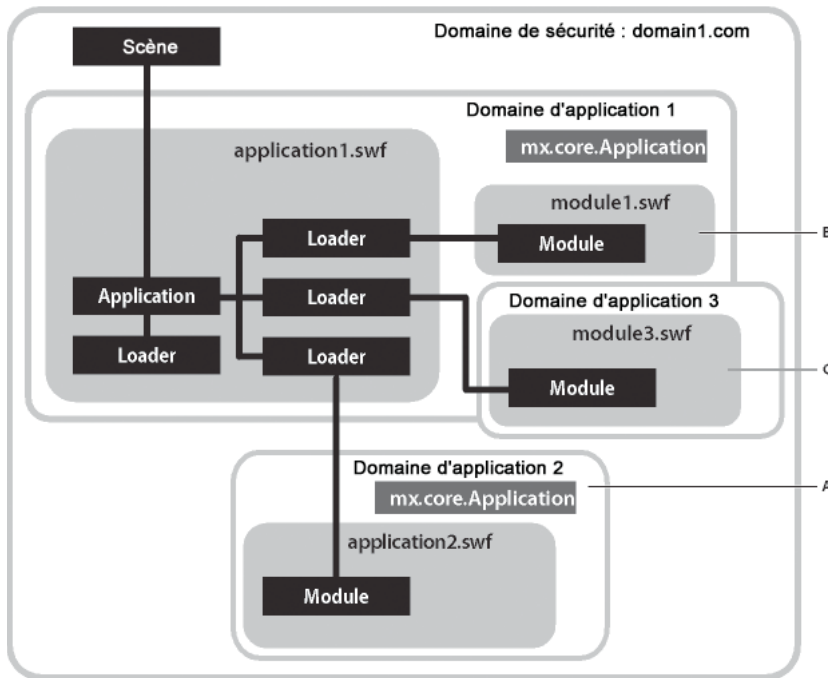 Domaine de sécurité : domain1.com
Scène
Domaine d'application 1
mx.core.Application
application1.swf
module1.swf
Loader
Module
B
Application
Loader
Domaine d'application 3
module3.swf
Loader
Loader
Module
C
Domaine d'application 2
mx.core.Application
A
application2.swf
Module